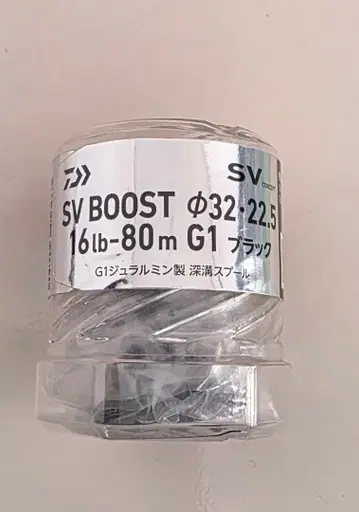 SV CONCEPT
SV BOOST Φ32・22.5
16lb-80m G1 ブラック
G1ジュラルミン製 深溝スプール